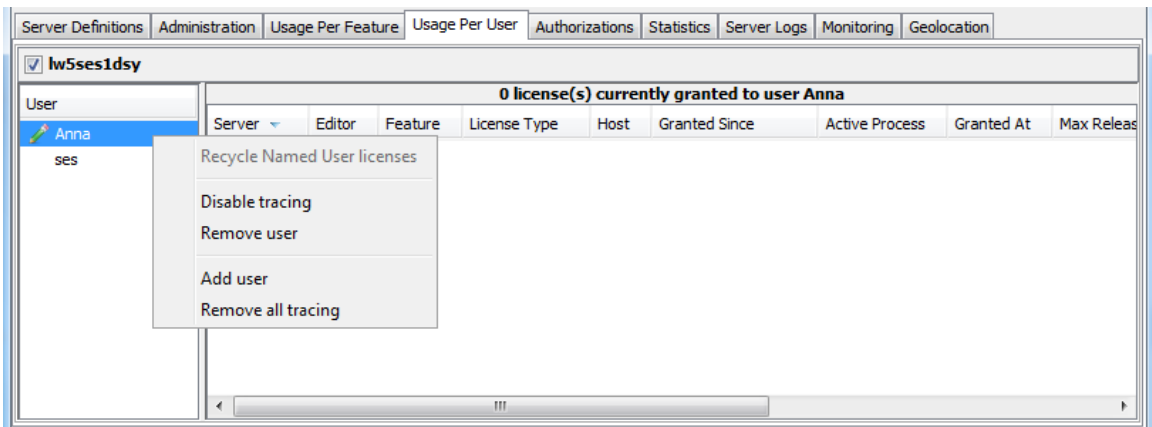 Server Definitions Administration Usage Per Feature Usage Per User Authorizations Statistics Server Logs Monitoring Geolocation
lw5ses1dsy
User
0 license(s) currently granted to user Anna
Server Editor Feature License Type Host Granted Since Active Process Granted At Max Releas
Anna
ses
Recycle Named User licenses
Disable tracing
Remove user
Add user
Remove all tracing